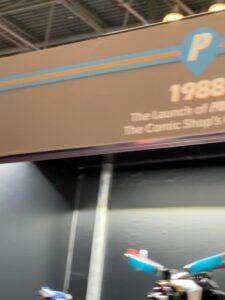 P
1988
The Launch of
The Comic Shop's